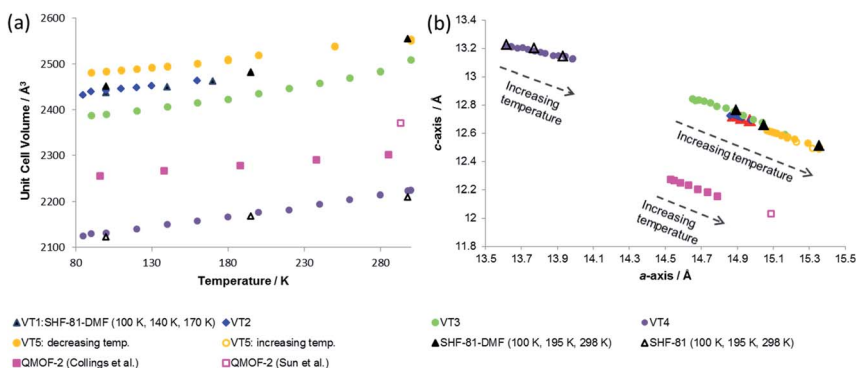 (a)
2600
2500
2400
2300
2200
2100
80
130
180
230
280
Unit Cell Volume / Å³
Temperature / K
(b)
13.6
13.4
13.2
13
12.8
12.6
12.4
12.2
12
11.8
13.5
13.7
13.9
14.1
14.3
14.5
14.7
14.9
15.1
15.3
15.5
c-axis / Å
a-axis / Å
Increasing
temperature
Increasing temperature
Increasing
temperature
VT1:SHF-81-DMF (100 K, 140 K, 170 K)
VT2
VT3
VT4
VT5: decreasing temp.
VT5: increasing temp.
SHF-81-DMF (100 K, 195 K, 298 K)
SHF-81 (100 K, 195 K, 298 K)
QMOF-2 (Collings et al.)
QMOF-2 (Sun et al.)